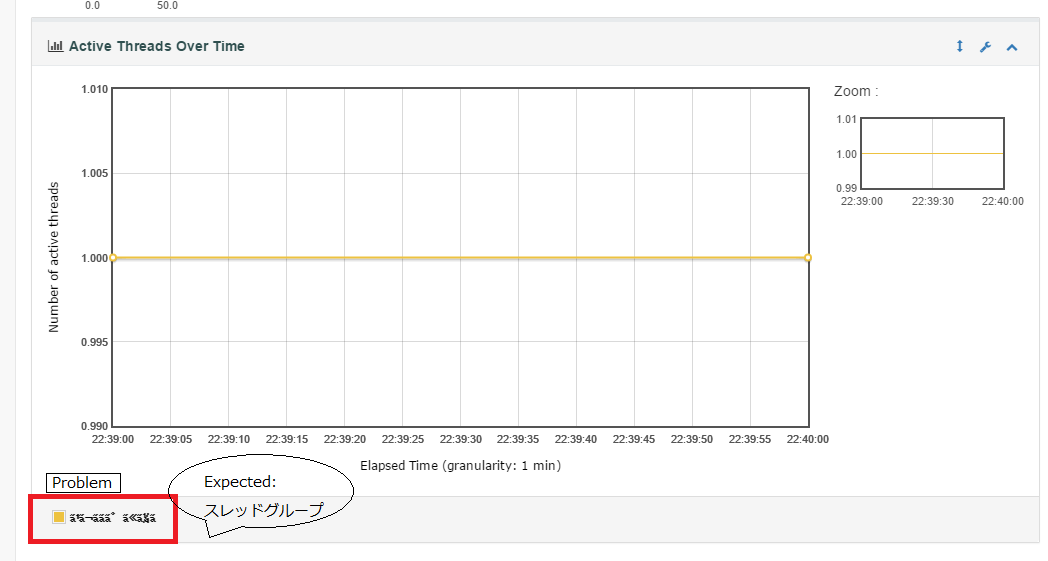 0.0 50.0
Active Threads Over Time
Zoom :
1.010
1.005
1.000
0.995
0.990
Number of active threads
22:39:00 22:39:05 22:39:10 22:39:15 22:39:20 22:39:25 22:39:30 22:39:35 22:39:40 22:39:45 22:39:50 22:39:55 22:40:00
Elapsed Time (granularity: 1 min)
1.01
1.00
0.99
22:39:00 22:39:30 22:40:00
Problem
Expected:
スレッドグループ